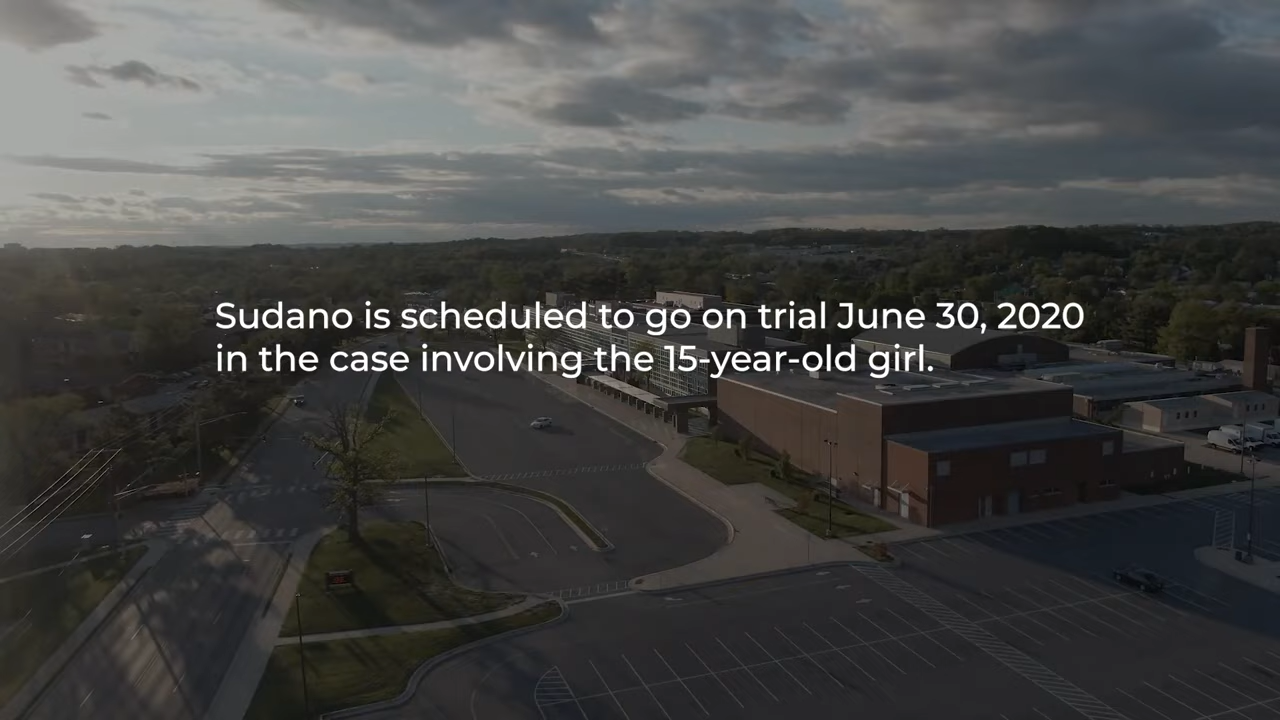 Sudano is scheduled to go on trial June 30, 2020
in the case involving the 15-year-old girl.